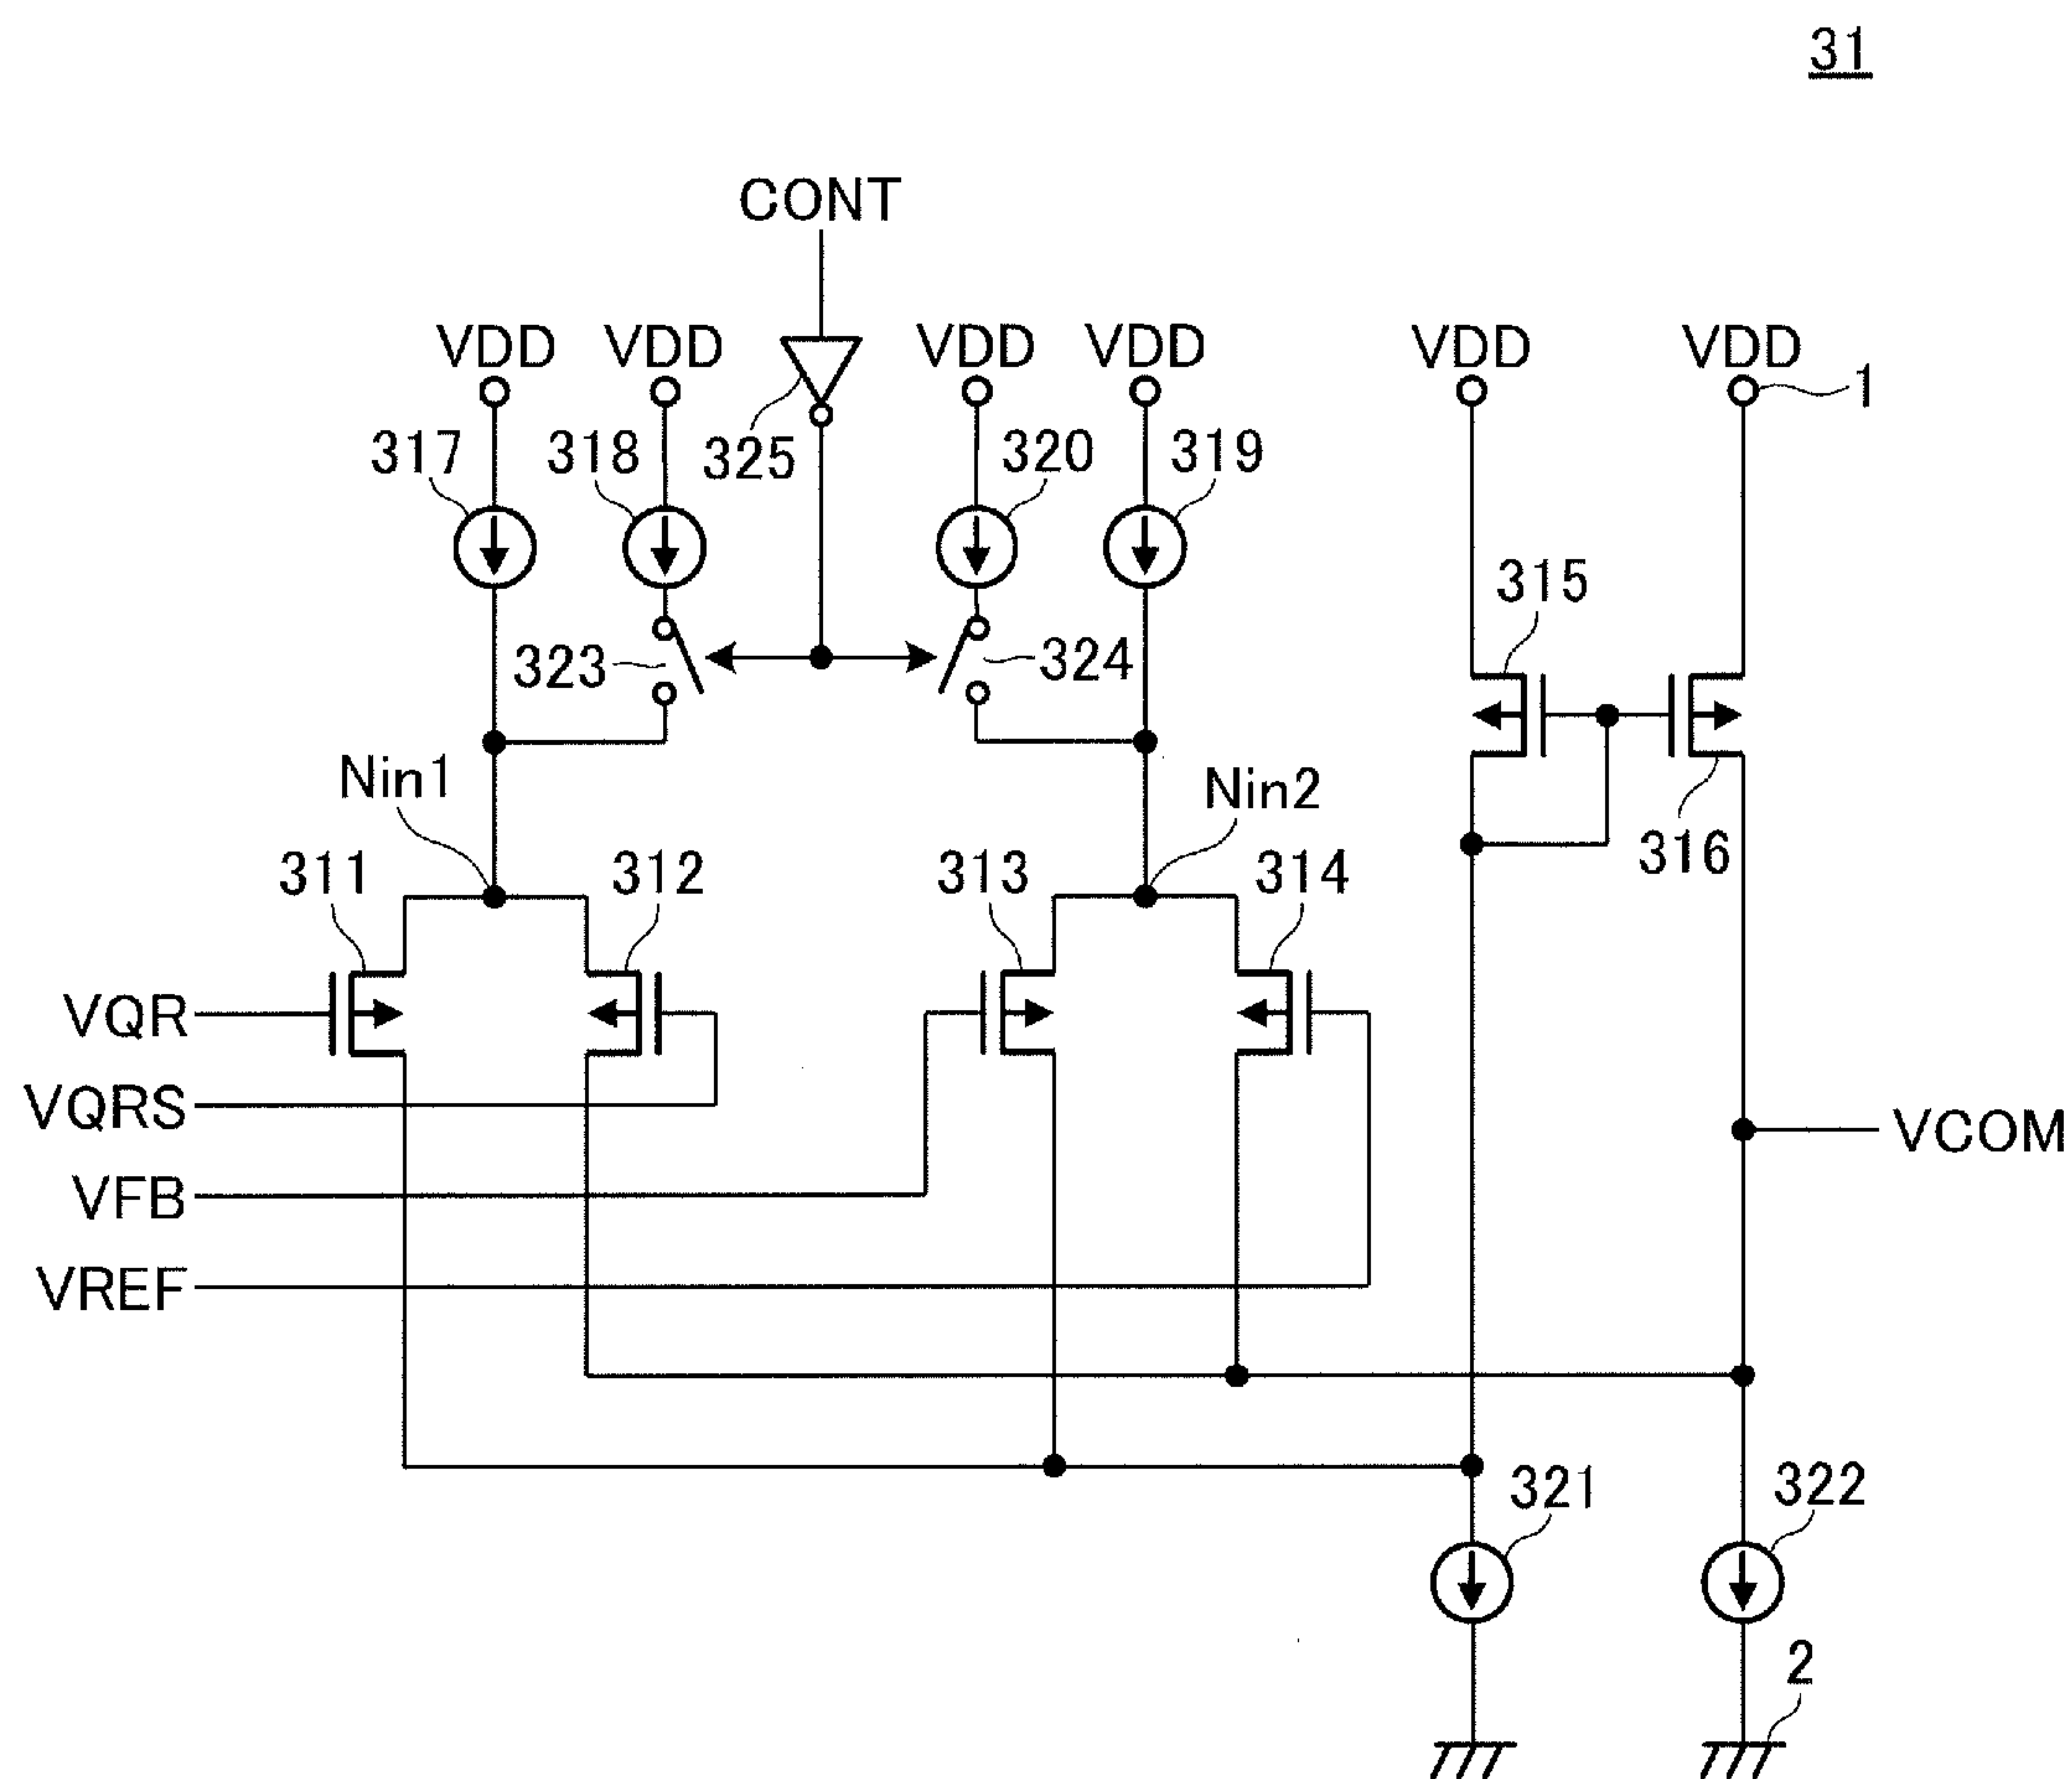 31
CONT
VDD VDD VDD VDD VDD VDD 1
317 318 325 320 319
315
323 324
Nin1 Nin2
316
311 312 313 314
VQR
VQRS
VCOM
VFB
VREF
321 322
2